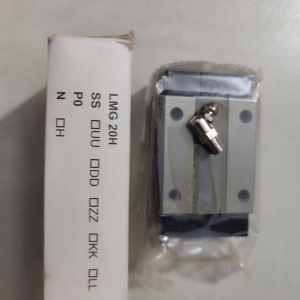 LMG 20H
SS □UU □DD □ZZ □KK □LL
P0
N □H